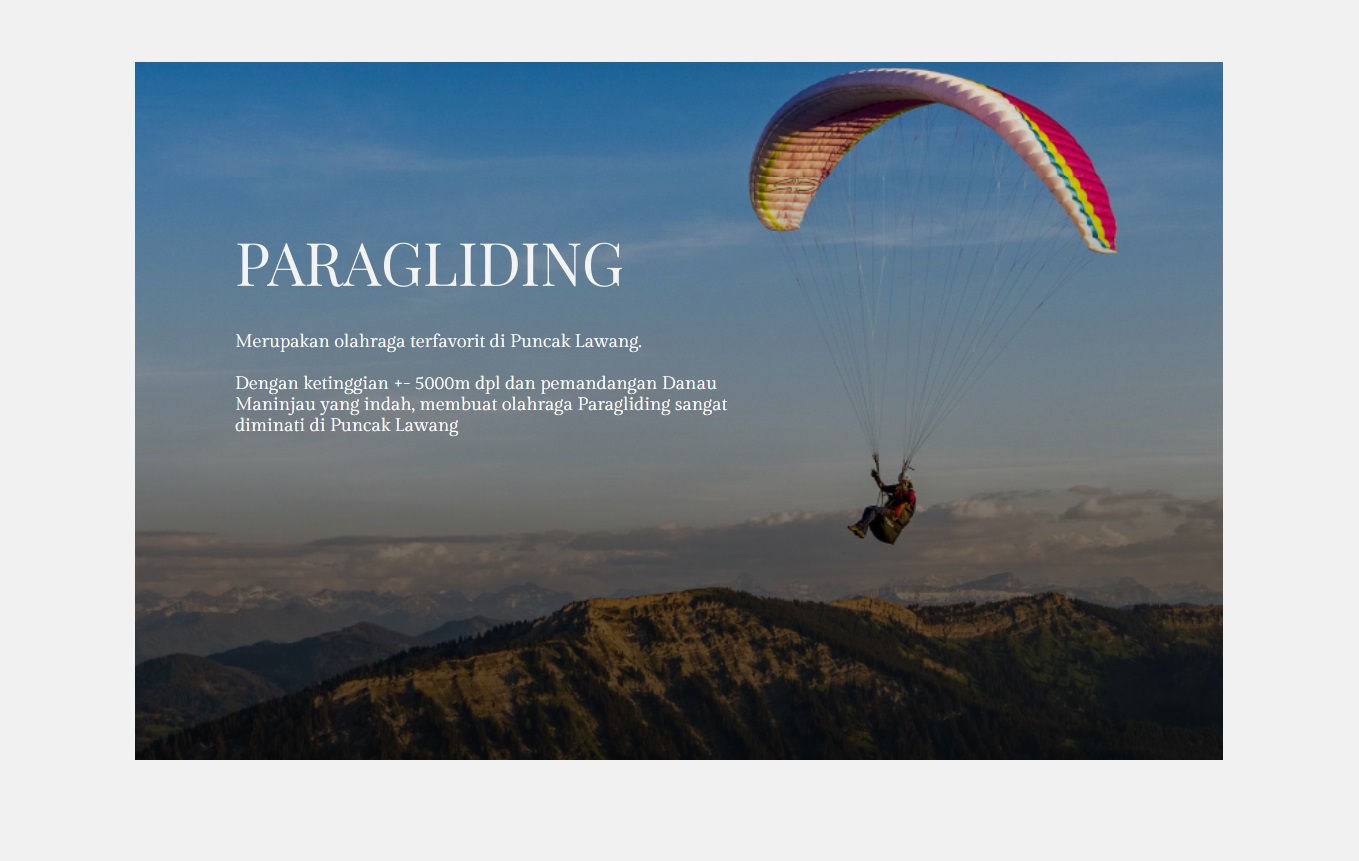 PARAGLIDING
Merupakan olahraga terfavorit di Puncak Lawang.
Dengan ketinggian +- 5000m dpl dan pemandangan Danau
Maninjau yang indah, membuat olahraga Paragliding sangat
diminati di Puncak Lawang